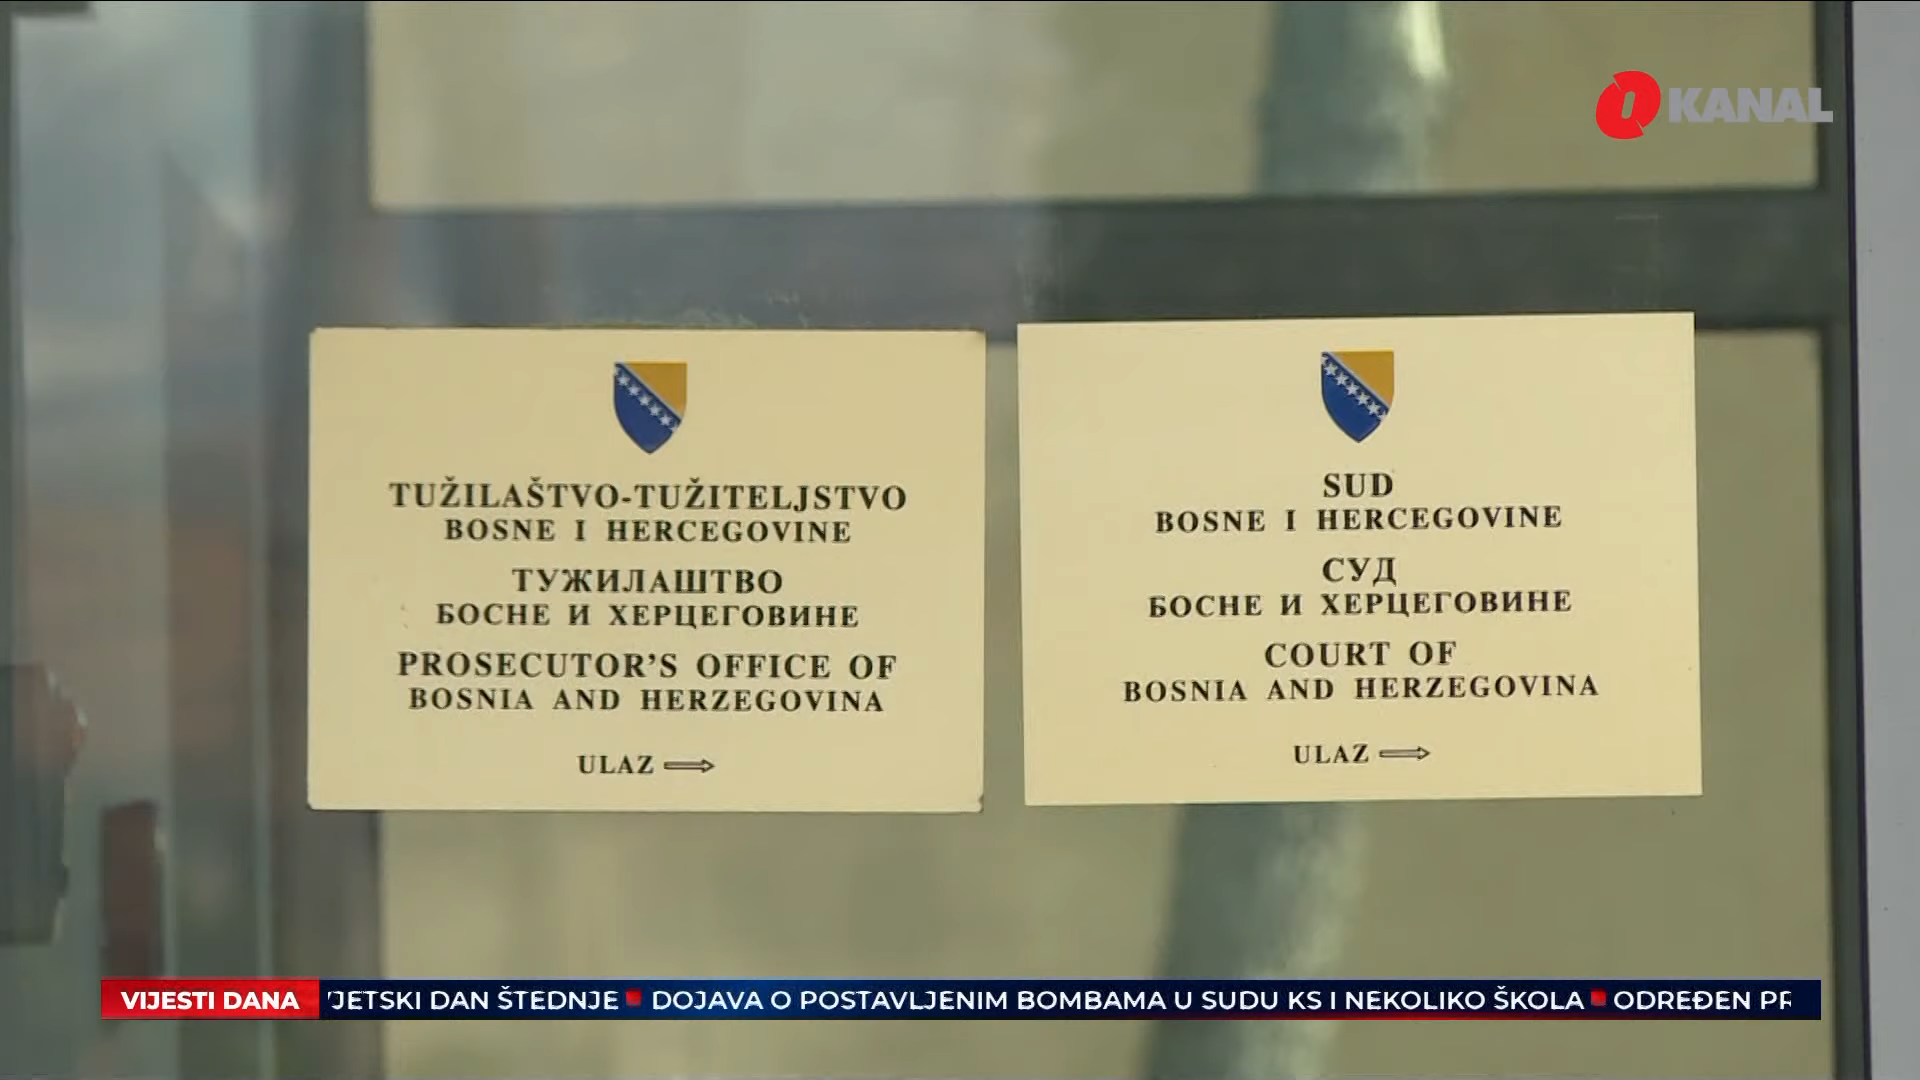 O KANAL
TUŽILAŠTVO-TUŽITELJSTVO
BOSNE I HERCEGOVINE
ТУЖИЛАШТВО
БОСНЕ И ХЕРЦЕГОВИНЕ
PROSECUTOR'S OFFICE OF
BOSNIA AND HERZEGOVINA
ULAZ
SUD
BOSNE I HERCEGOVINE
СУД
БОСНЕ И ХЕРЦЕГОВИНЕ
COURT OF
BOSNIA AND HERZEGOVINA
ULAZ
VIJESTI DANA
JETSKI DAN ŠTEDNJE DOJAVA O POSTAVLJENIM BOMBAMA U SUDU KS I NEKOLIKO ŠKOLA ODREĐEN PR